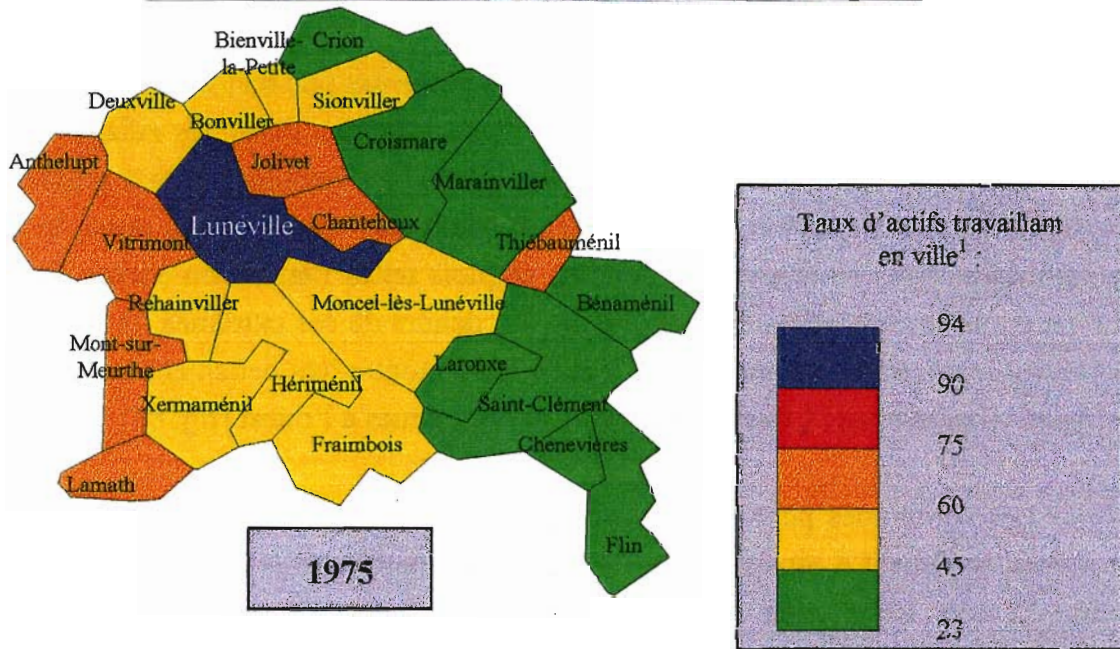 Bienville-
la-Petite
Crion
Deuxville
Bonviller
Sionviller
Anthelupt
Jolivet
Croismare
Marainviller
Vitrimont
Luneville
Chanteheux
Thiébauménil
Rehainviller
Moncel-lès-Lunéville
Bénaménil
Mont-sur-
Meurthe
Xermaménil
Hériménil
Laronxe
Saint-Clément
Fraimbois
Chenevières
Lamath
Flin
1975
Taux d'actifs travailham
en ville¹ :
94
90
75
60
45
23